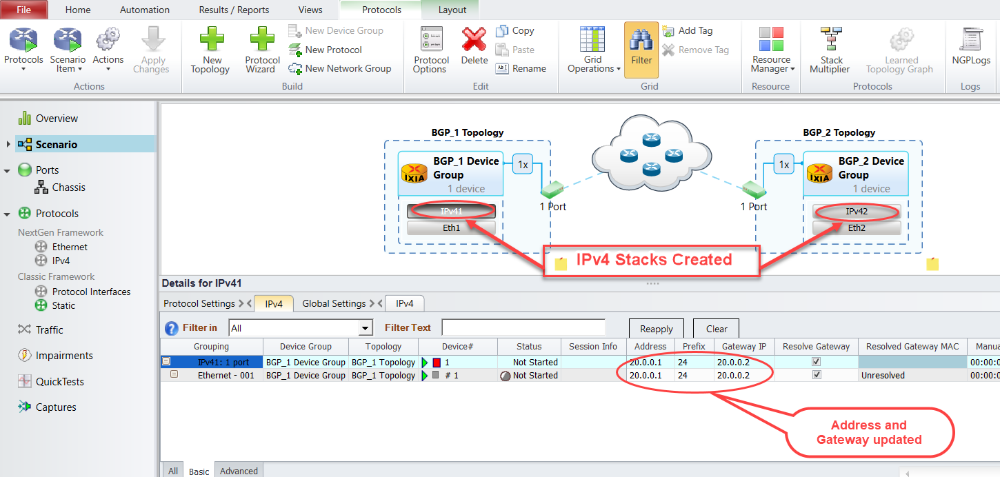 File Home Automation Results / Reports Views Protocols Layout
Protocols Scenario Item Actions Apply Changes
Actions
New Topology Protocol Wizard
New Device Group
New Protocol
New Network Group
Build
Protocol Options Delete
Copy
Paste
Rename
Edit
Grid Operations Filter
Add Tag
Remove Tag
Grid
Resource Manager
Resource
Stack Multiplier Learned Topology Graph
Protocols
NGPLogs
Logs
Overview
Scenario
Ports
Chassis
Protocols
NextGen Framework
Ethernet
IPv4
Classic Framework
Protocol Interfaces
Static
Traffic
Impairments
QuickTests
Captures
BGP_1 Topology
BGP_1 Device
Group
1 device
IXIA
1x
1 Port
IPv41
Eth1
BGP_2 Topology
BGP_2 Device
Group
1 device
IXIA
1x
1 Port
IPv42
Eth2
IPv4 Stacks Created
Details for IPv41
Protocol Settings IPv4 Global Settings IPv4
Filter in All Filter Text Reapply Clear
Grouping Device Group Topology Device# Status Session Info Address Prefix Gateway IP Resolve Gateway Resolved Gateway MAC
IPv41: 1 port BGP_1 Device Group BGP_1 Topology 1 Not Started 20.0.0.1 24 20.0.0.2
Ethernet - 001 BGP_1 Device Group BGP_1 Topology # 1 Not Started 20.0.0.1 24 20.0.0.2 Unresolved
Address and
Gateway updated
All Basic Advanced